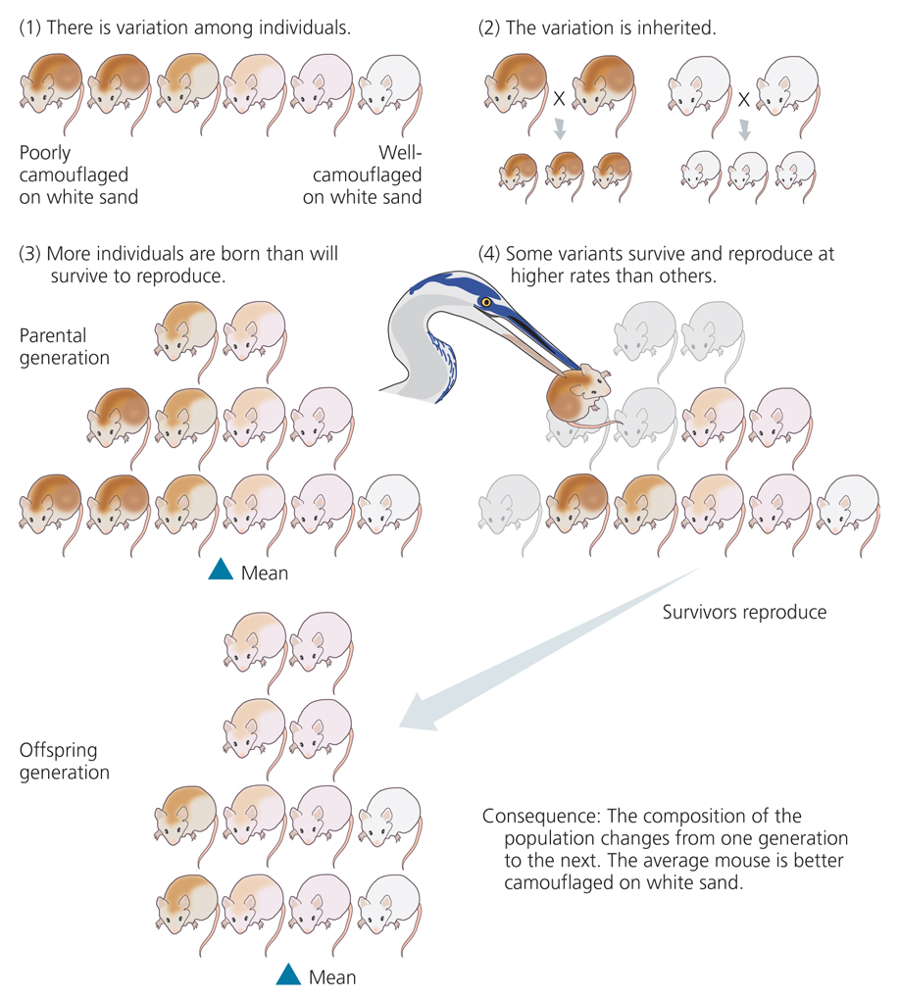 (1) There is variation among individuals.
Poorly
camouflaged
on white sand
Well-
camouflaged
on white sand
(2) The variation is inherited.
X
X
(3) More individuals are born than will
survive to reproduce.
Parental
generation
Mean
(4) Some variants survive and reproduce at
higher rates than others.
Survivors reproduce
Offspring
generation
Mean
Consequence: The composition of the
population changes from one generation
to the next. The average mouse is better
camouflaged on white sand.